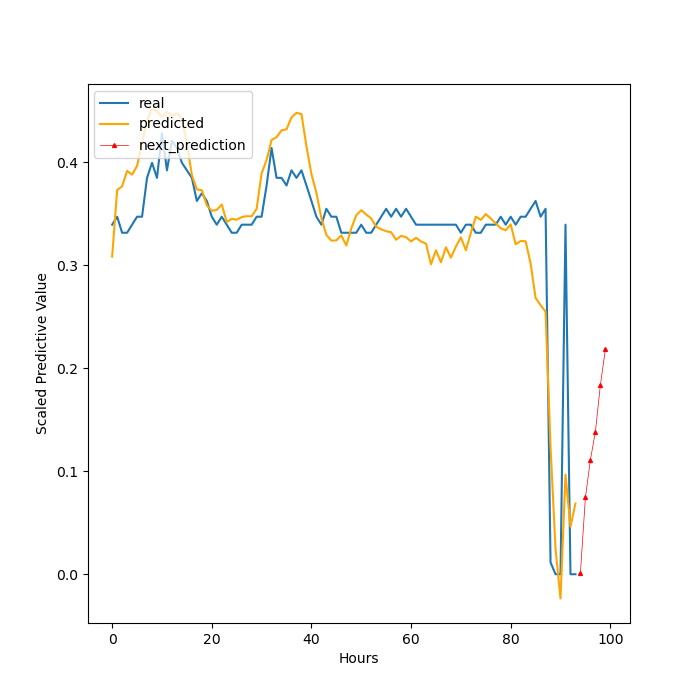 real
predicted
next_prediction
0.4
0.3
0.2
0.1
0.0
Scaled Predictive Value
0 20 40 60 80 100
Hours